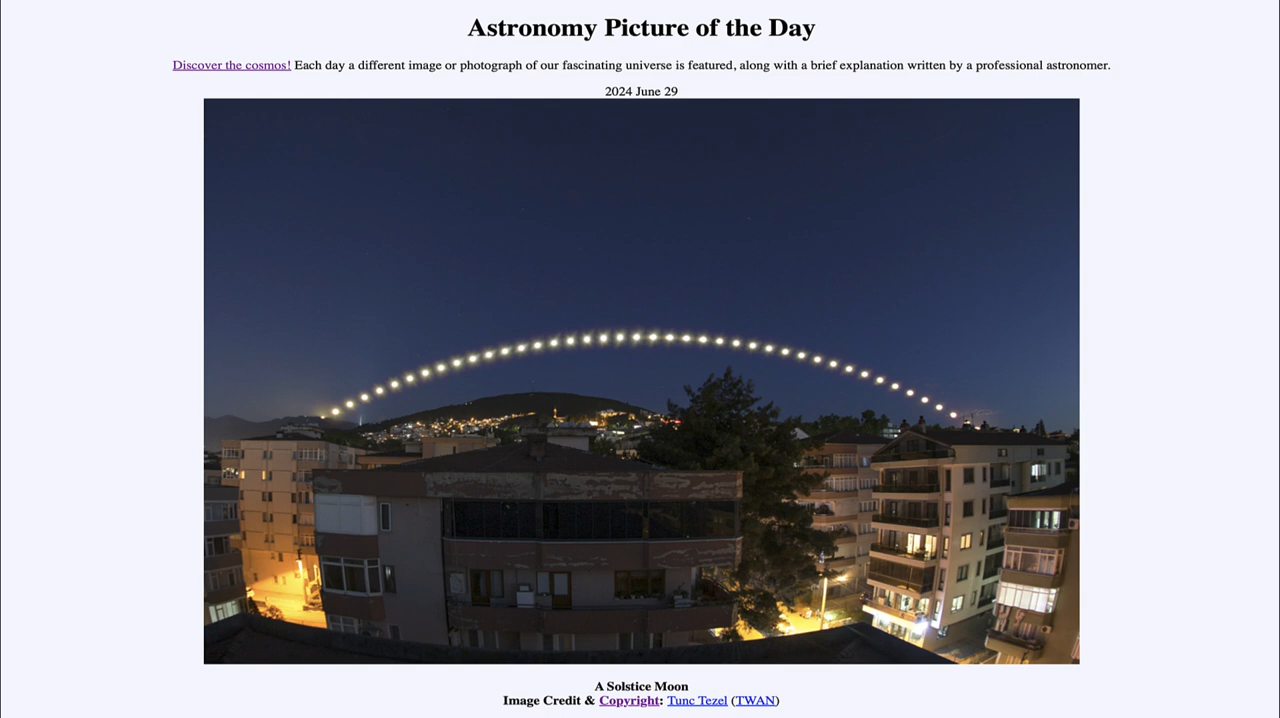 Astronomy Picture of the Day
Discover the cosmos! Each day a different image or photograph of our fascinating universe is featured, along with a brief explanation written by a professional astronomer.
2024 June 29
A Solstice Moon
Image Credit & Copyright: Tunc Tezel (TWAN)